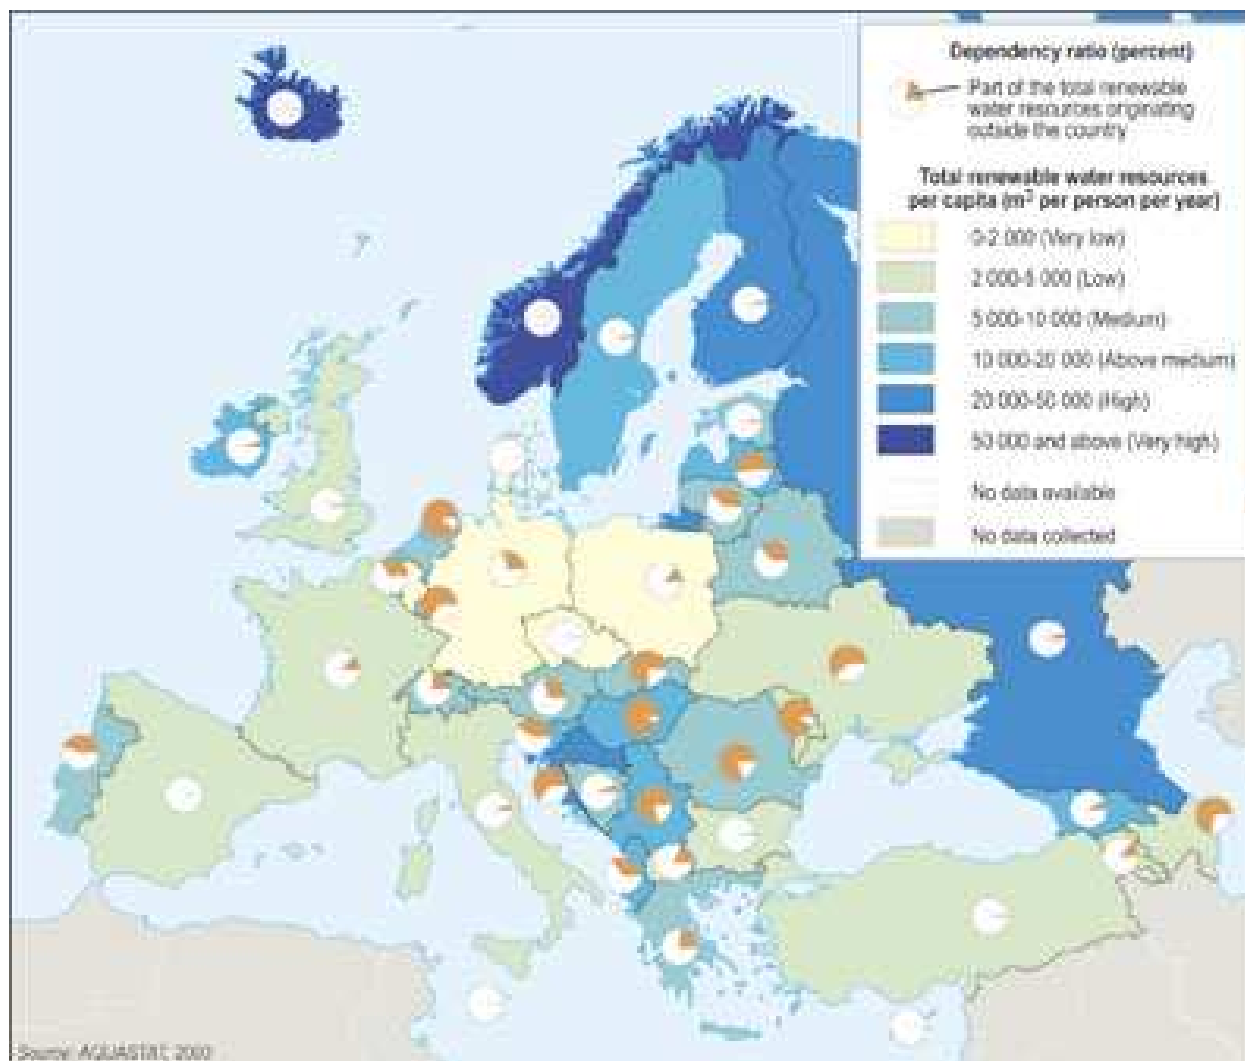 Dependency ratio (percent)
Part of the total renewable
water resources originating
outside the country
Total renewable water resources
per capita (m³ per person per year)
0-2 000 (Very low)
2 000-5 000 (Low)
5 000-10 000 (Medium)
10 000-20 000 (Above medium)
20 000-50 000 (High)
50 000 and above (Very high)
No data available
No data collected
Source: AQUASTAT,